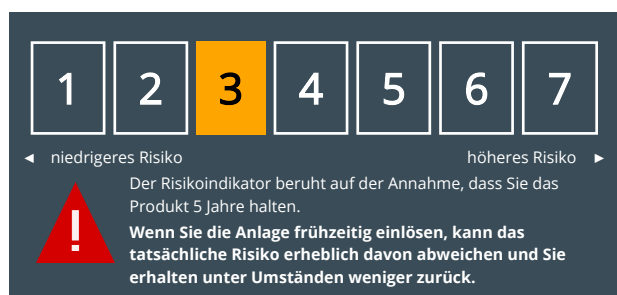 1 2 3 4 5 6 7
◄ niedrigeres Risiko höheres Risiko ►
Der Risikoindikator beruht auf der Annahme, dass Sie das
Produkt 5 Jahre halten.
!
Wenn Sie die Anlage frühzeitig einlösen, kann das
tatsächliche Risiko erheblich davon abweichen und Sie
erhalten unter Umständen weniger zurück.